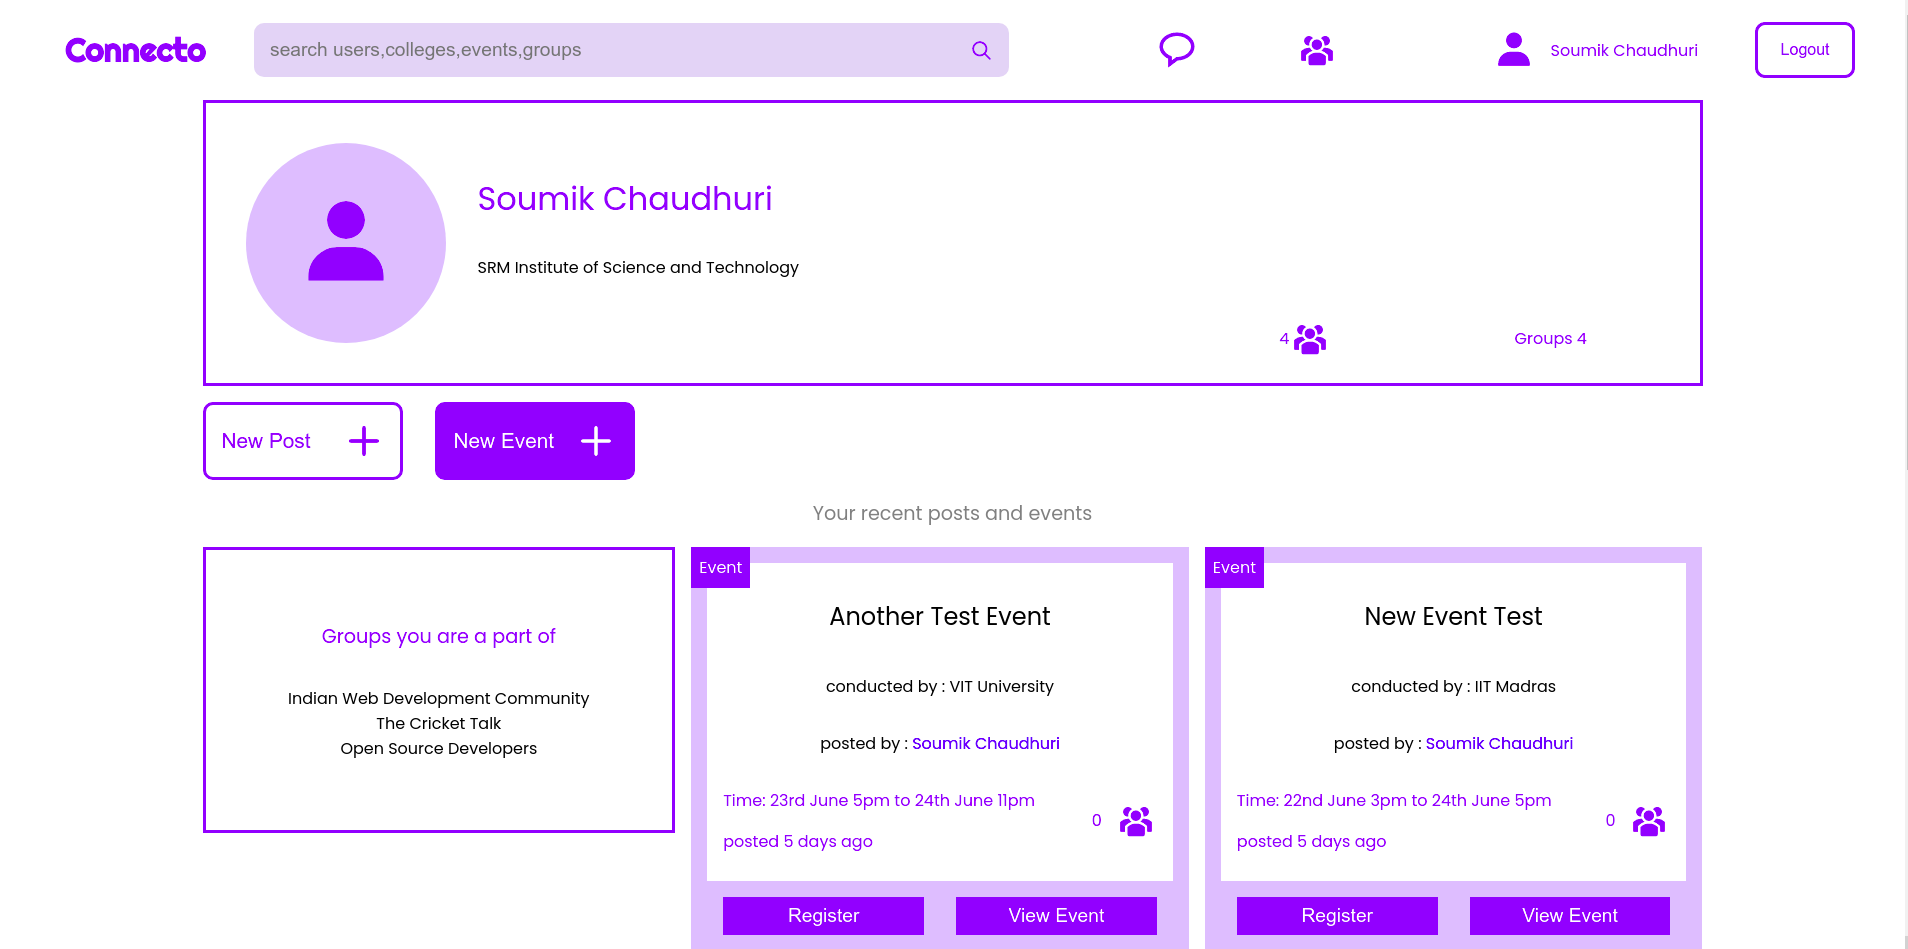 Connecto
search users,colleges,events,groups
Soumik Chaudhuri
Logout
Soumik Chaudhuri
SRM Institute of Science and Technology
4
Groups 4
New Post
New Event
Your recent posts and events
Groups you are a part of
Indian Web Development Community
The Cricket Talk
Open Source Developers
Event
Another Test Event
conducted by : VIT University
posted by : Soumik Chaudhuri
Time: 23rd June 5pm to 24th June 11pm
0
posted 5 days ago
Register
View Event
Event
New Event Test
conducted by : IIT Madras
posted by : Soumik Chaudhuri
Time: 22nd June 3pm to 24th June 5pm
0
posted 5 days ago
Register
View Event